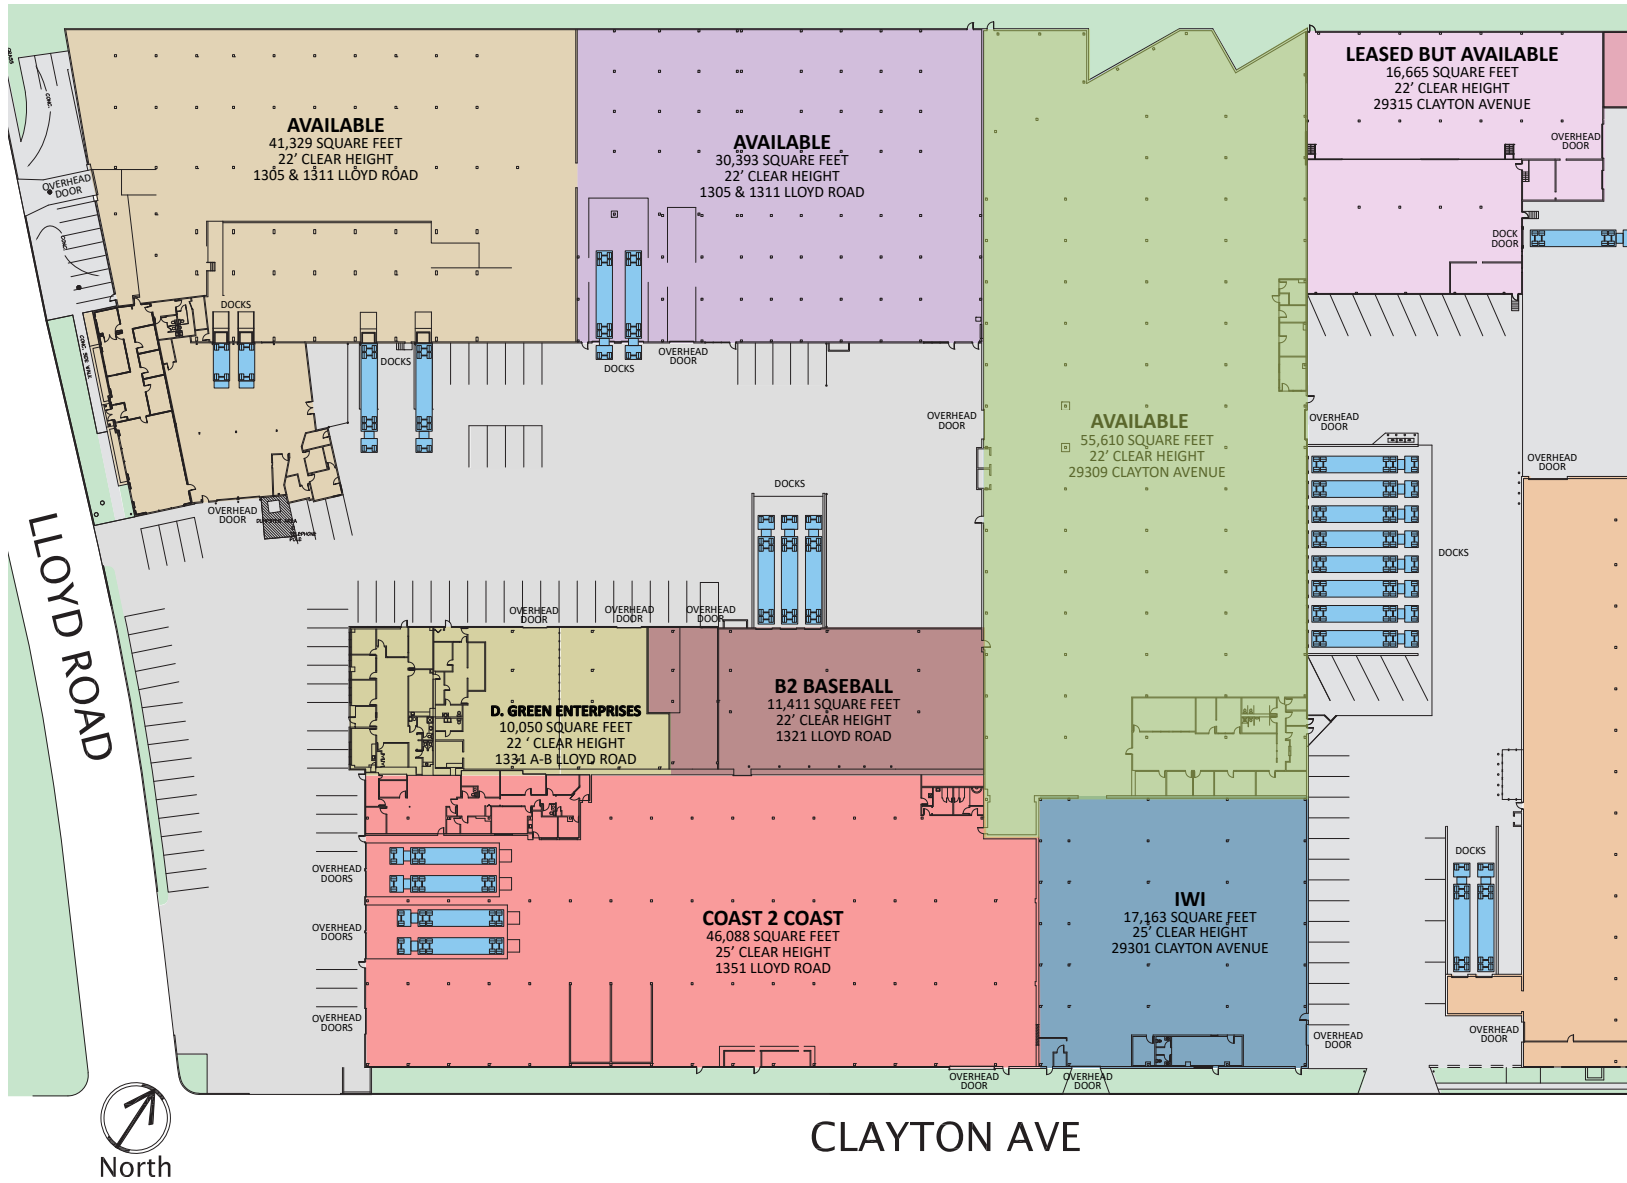 AVAILABLE
41,329 SQUARE FEET
22' CLEAR HEIGHT
1305 & 1311 LLOYD ROAD
AVAILABLE
30,393 SQUARE FEET
22' CLEAR HEIGHT
1305 & 1311 LLOYD ROAD
LEASED BUT AVAILABLE
16,665 SQUARE FEET
22' CLEAR HEIGHT
29315 CLAYTON AVENUE
OVERHEAD
DOOR
GRASS
CONC.
OVERHEAD
DOOR
CONC.
DOCK
DOOR
DOCKS
CONC. SIDE WALK
DOCKS
DOCKS
OVERHEAD
DOOR
OVERHEAD
DOOR
AVAILABLE
55,610 SQUARE FEET
22' CLEAR HEIGHT
29309 CLAYTON AVENUE
OVERHEAD
DOOR
OVERHEAD
DOOR
DOCKS
OVERHEAD
DOOR
DOCKS
LLOYD ROAD
OVERHEAD
DOOR
OVERHEAD
DOOR
OVERHEAD
DOOR
D. GREEN ENTERPRISES
10,050 SQUARE FEET
22 ' CLEAR HEIGHT
1331 A-B LLOYD ROAD
B2 BASEBALL
11,411 SQUARE FEET
22' CLEAR HEIGHT
1321 LLOYD ROAD
OVERHEAD
DOORS
OVERHEAD
DOORS
OVERHEAD
DOORS
COAST 2 COAST
46,088 SQUARE FEET
25' CLEAR HEIGHT
1351 LLOYD ROAD
IWI
17,163 SQUARE FEET
25' CLEAR HEIGHT
29301 CLAYTON AVENUE
DOCKS
OVERHEAD
DOOR
OVERHEAD
DOOR
OVERHEAD
DOOR
OVERHEAD
DOOR
CLAYTON AVE
North